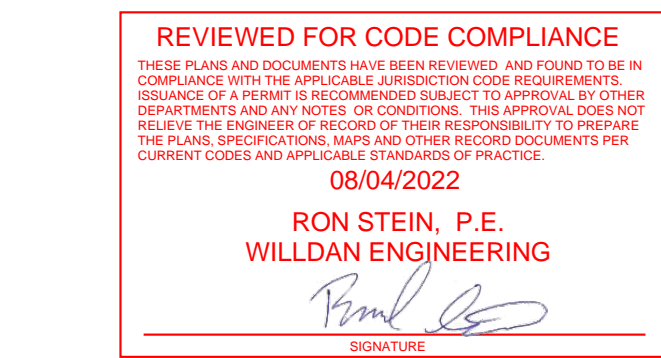 REVIEWED FOR CODE COMPLIANCE
THESE PLANS AND DOCUMENTS HAVE BEEN REVIEWED AND FOUND TO BE IN
COMPLIANCE WITH THE APPLICABLE JURISDICTION CODE REQUIREMENTS.
ISSUANCE OF A PERMIT IS RECOMMENDED SUBJECT TO APPROVAL BY OTHER
DEPARTMENTS AND ANY NOTES OR CONDITIONS. THIS APPROVAL DOES NOT
RELIEVE THE ENGINEER OF RECORD OF THEIR RESPONSIBILITY TO PREPARE
THE PLANS, SPECIFICATIONS, MAPS AND OTHER RECORD DOCUMENTS PER
CURRENT CODES AND APPLICABLE STANDARDS OF PRACTICE.
08/04/2022
RON STEIN, P.E.
WILLDAN ENGINEERING
SIGNATURE